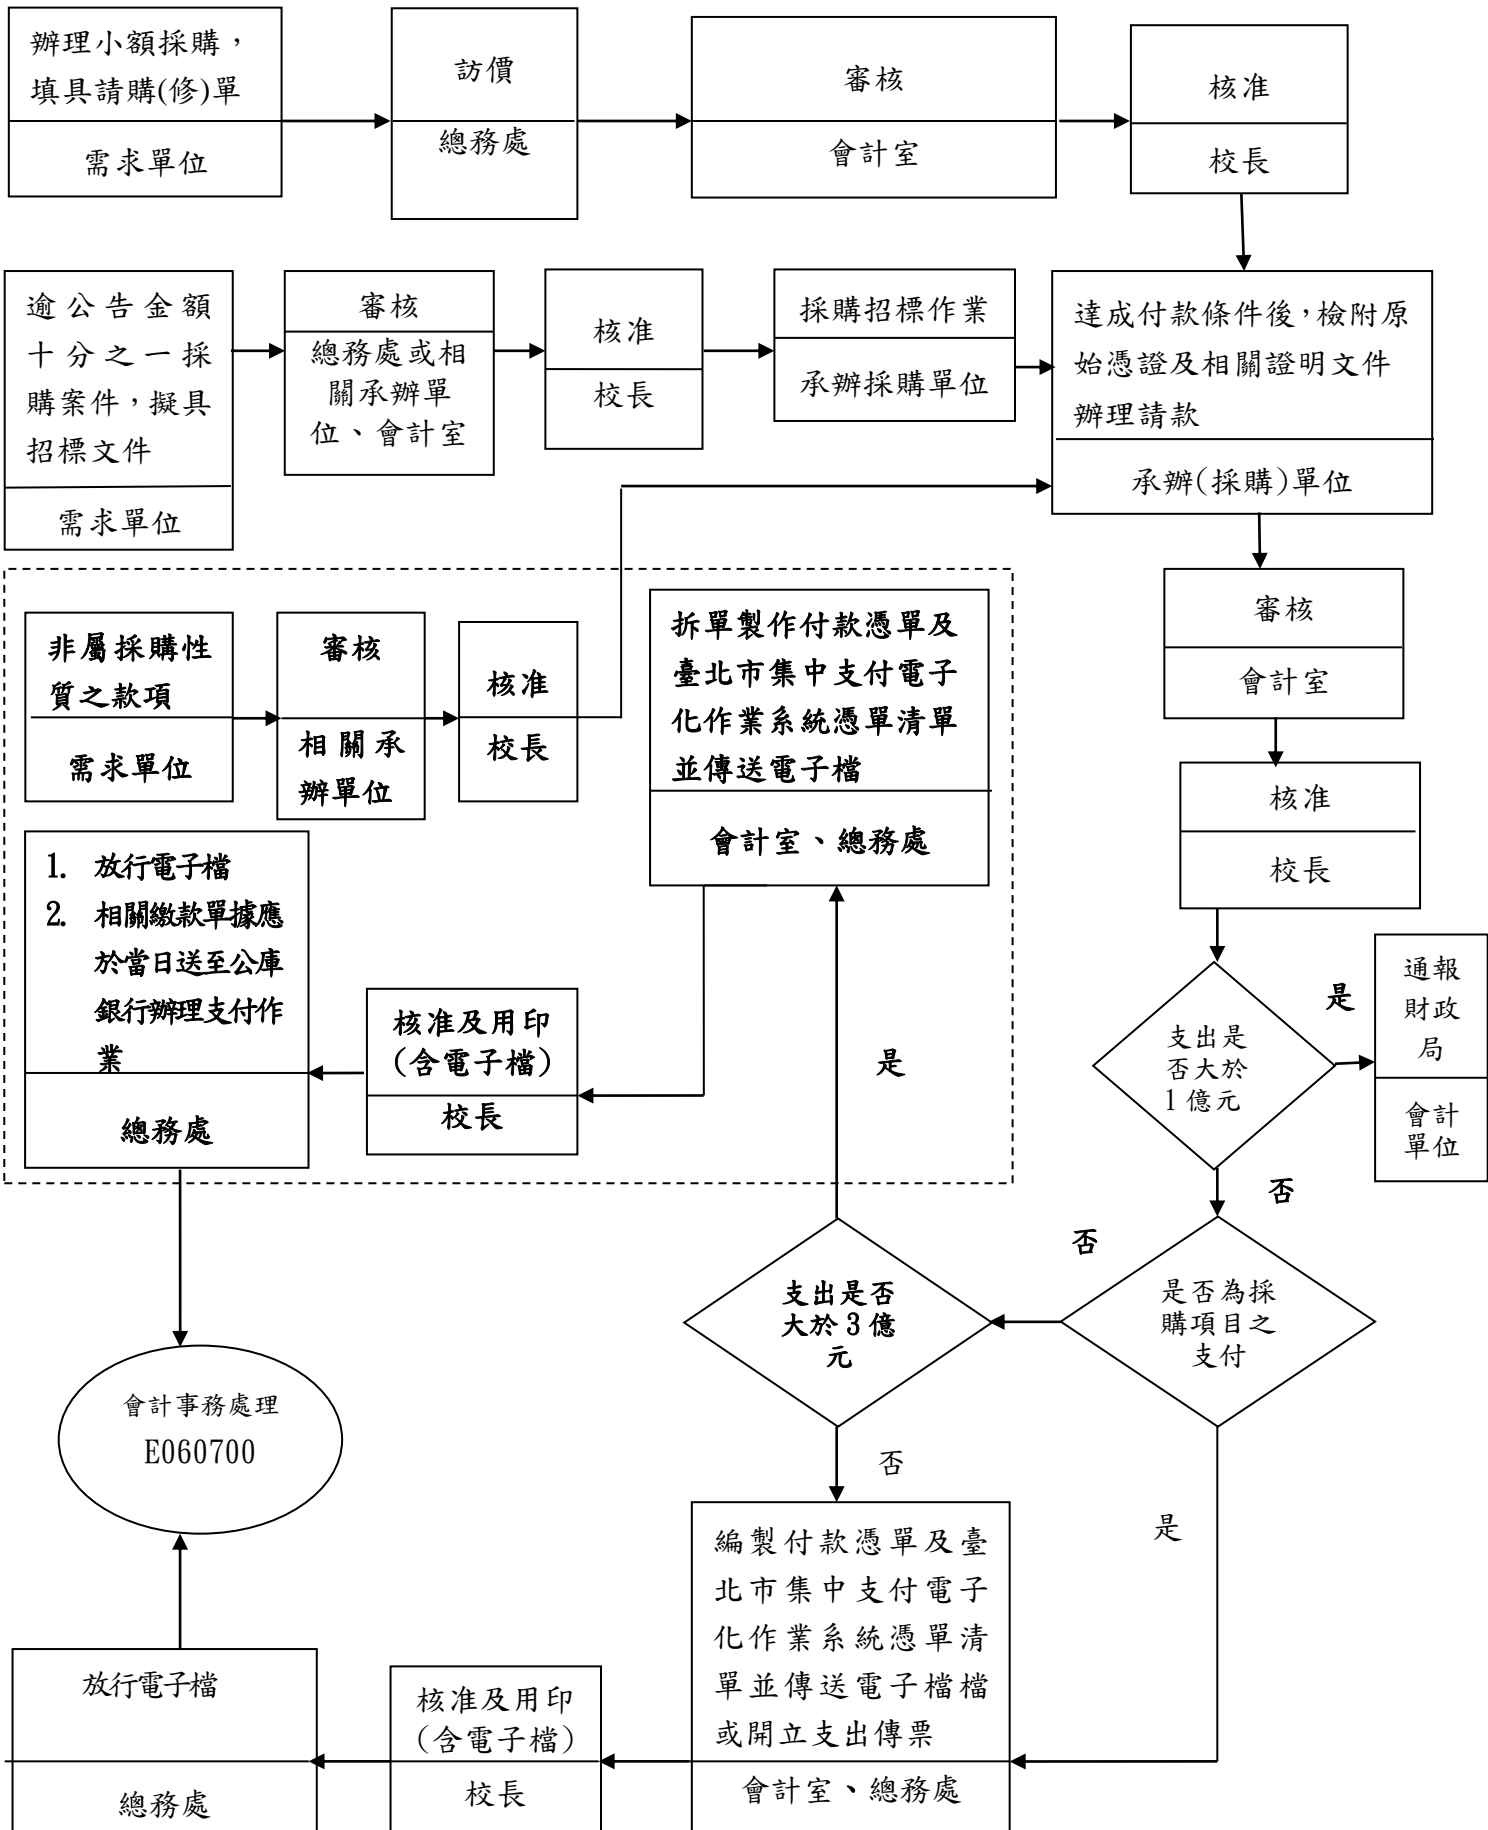 辦理小額採購，
填具請購(修)單
需求單位
訪價
總務處
審核
會計室
核准
校長
逾公告金額
十分之一採
購案件，擬具
招標文件
需求單位
審核
總務處或相
關承辦單
位、會計室
核准
校長
採購招標作業
承辦採購單位
達成付款條件後，檢附原
始憑證及相關證明文件
辦理請款
承辦(採購)單位
非屬採購性
質之款項
需求單位
審核
相關承
辦單位
核准
校長
拆單製作付款憑單及
臺北市集中支付電子
化作業系統憑單清單
並傳送電子檔
會計室、總務處
審核
會計室
核准
校長
1. 放行電子檔
2. 相關繳款單據應
於當日送至公庫
銀行辦理支付作
業
總務處
核准及用印
(含電子檔)
校長
是
支出是
否大於
1億元
是
通報
財政
局
會計
單位
否
否
支出是否
大於3億
元
是否為採
購項目之
支付
會計事務處理
E060700
否
是
編製付款憑單及臺
北市集中支付電子
化作業系統憑單清
單並傳送電子檔檔
或開立支出傳票
會計室、總務處
核准及用印
(含電子檔)
校長
放行電子檔
總務處